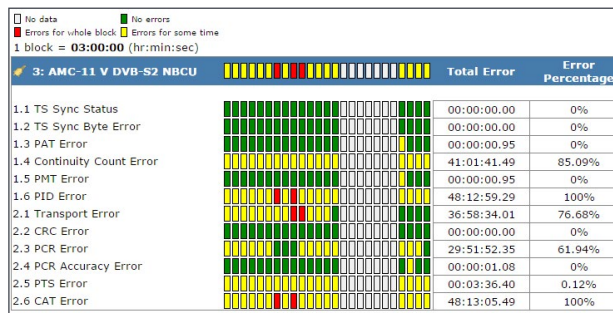 No data No errors
Errors for whole block Errors for some time
1 block = 03:00:00 (hr:min:sec)
3: AMC-11 V DVB-S2 NBCU Total Error Error Percentage
1.1 TS Sync Status 00:00:00.00 0%
1.2 TS Sync Byte Error 00:00:00.00 0%
1.3 PAT Error 00:00:00.95 0%
1.4 Continuity Count Error 41:01:41.49 85.09%
1.5 PMT Error 00:00:00.95 0%
1.6 PID Error 48:12:59.29 100%
2.1 Transport Error 36:58:34.01 76.68%
2.2 CRC Error 00:00:00.00 0%
2.3 PCR Error 29:51:52.35 61.94%
2.4 PCR Accuracy Error 00:00:01.08 0%
2.5 PTS Error 00:03:36.40 0.12%
2.6 CAT Error 48:13:05.49 100%